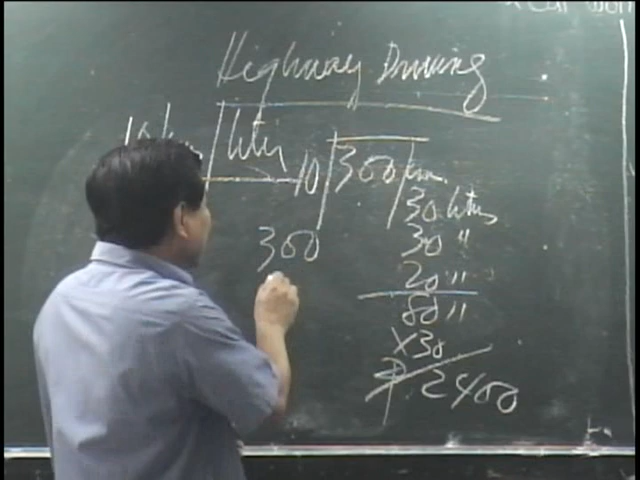 Highway Driving
/liter 10 300 km.
30 liters
300 30 "
20 "
80 "
x30
₱. 2400